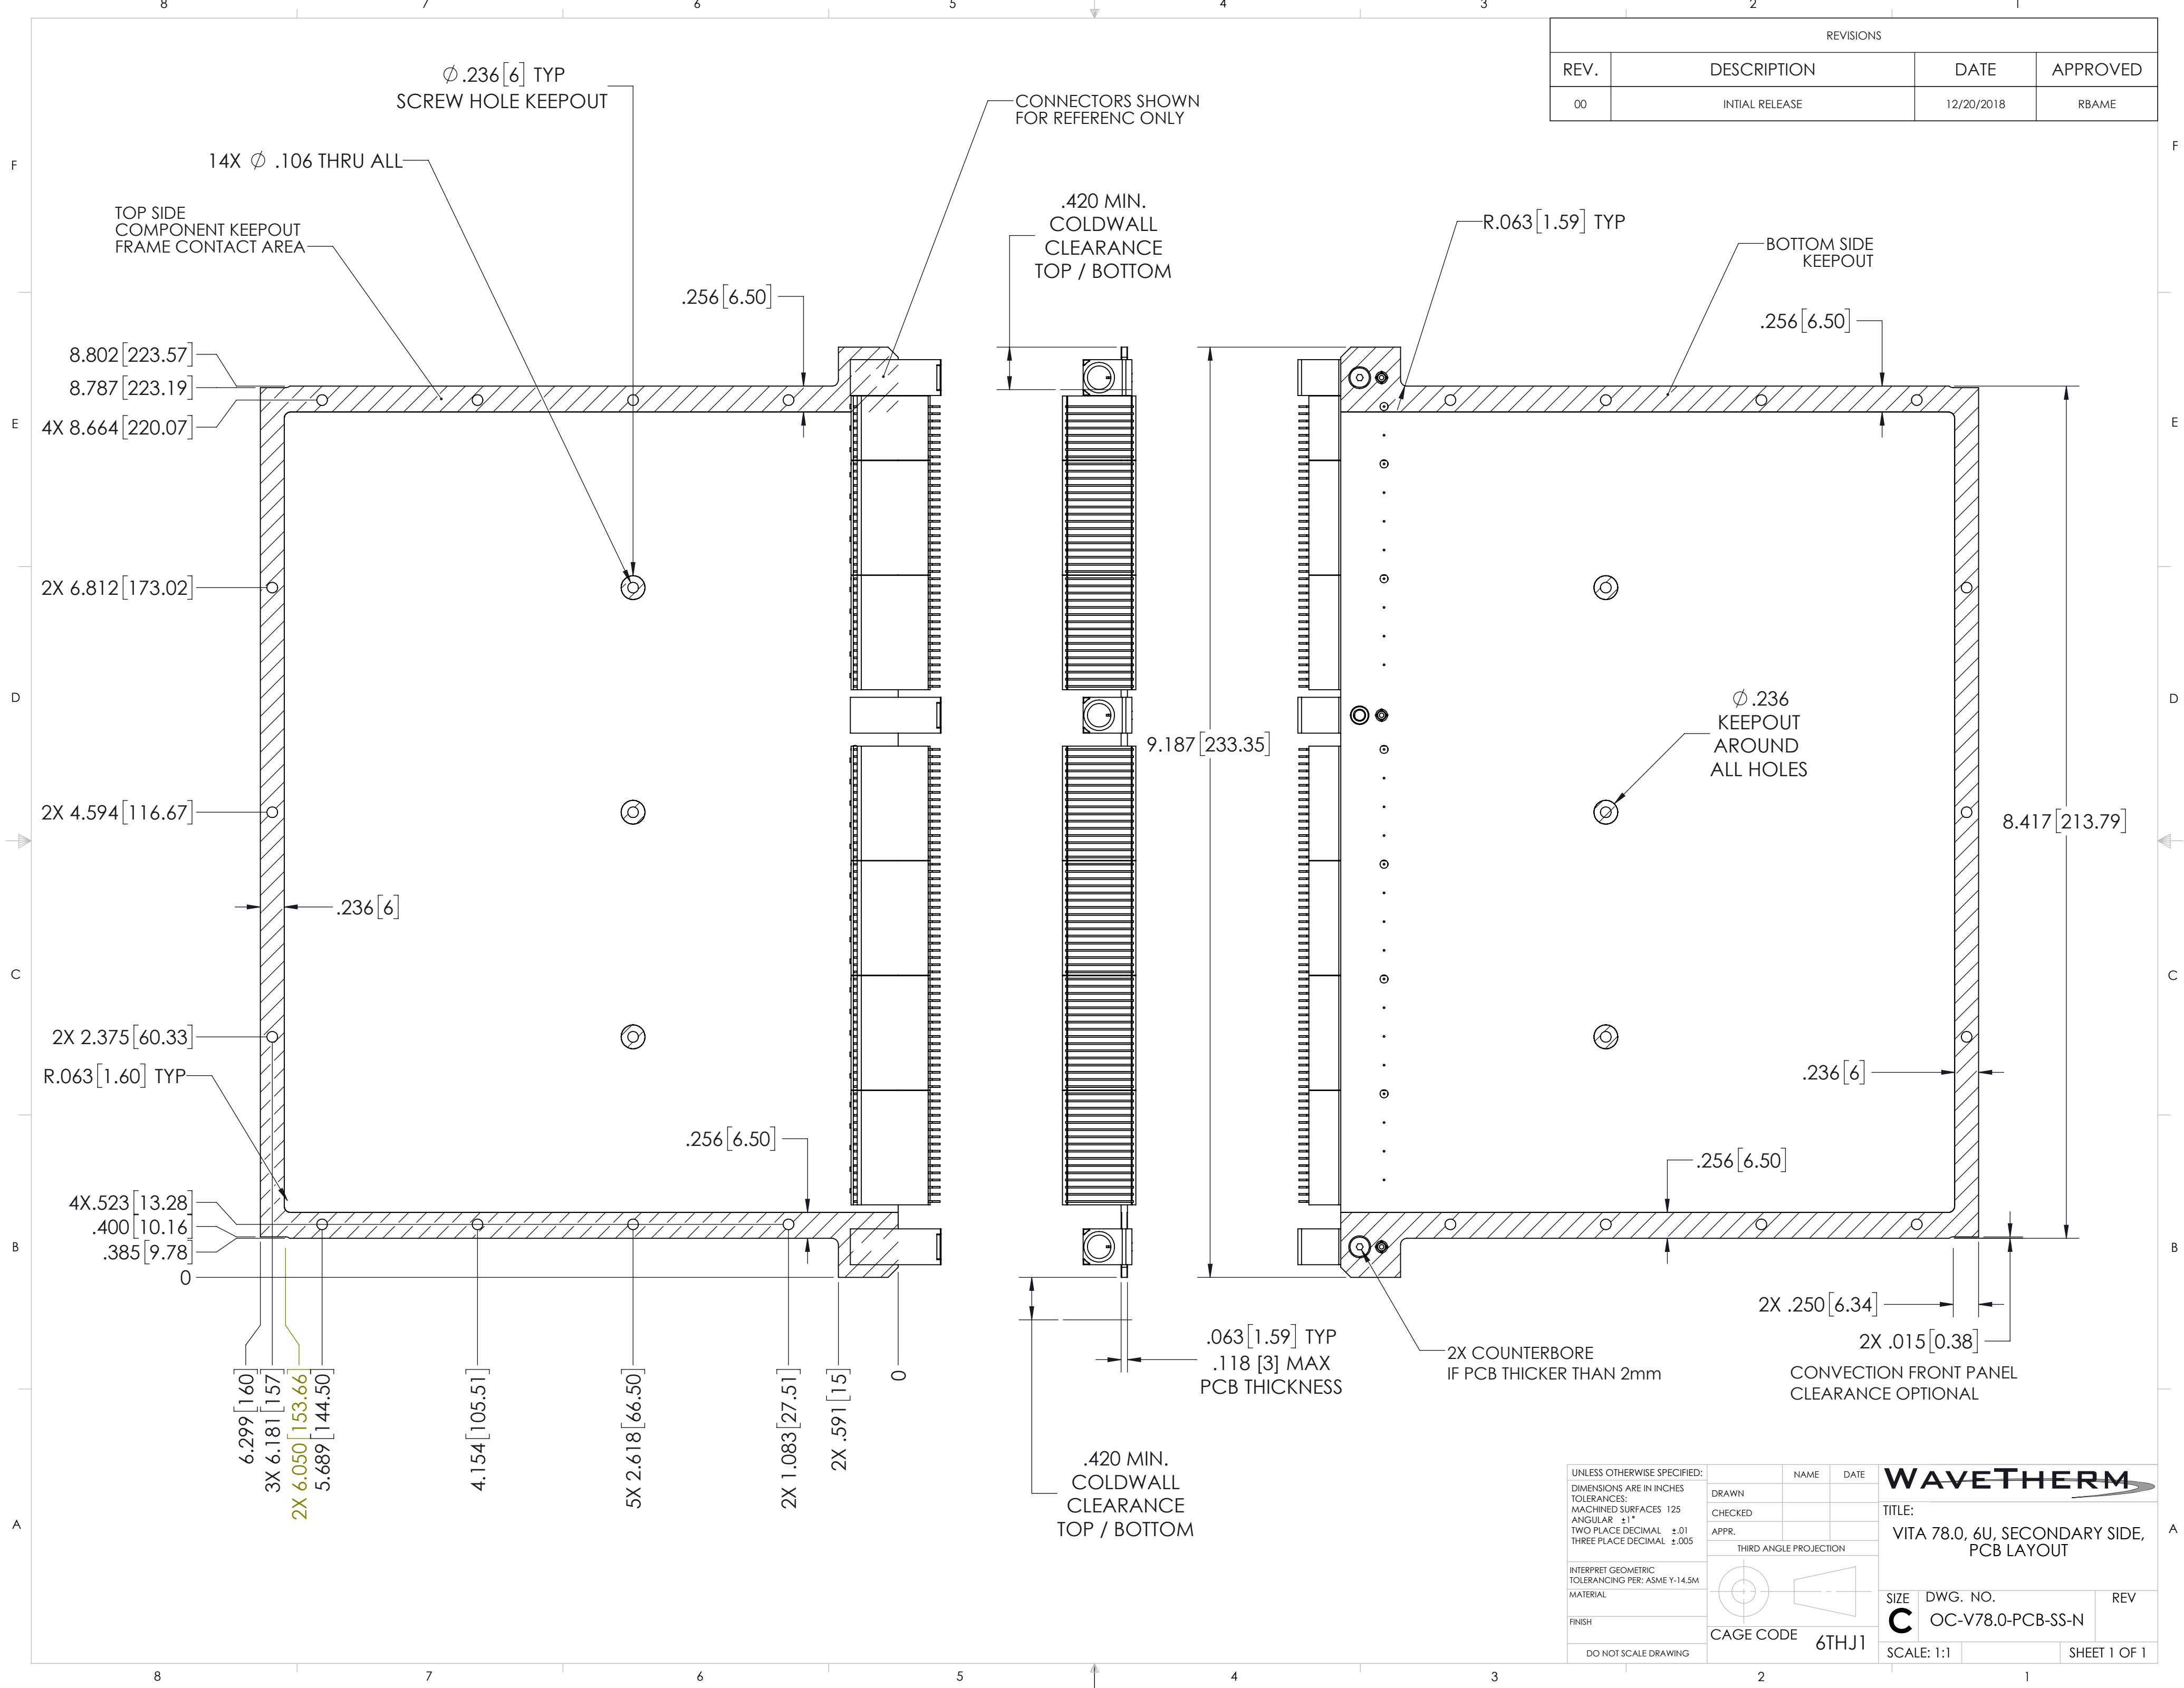 8 7 6 5 4 3 2 1
REVISIONS
REV. DESCRIPTION DATE APPROVED
00 INTIAL RELEASE 12/20/2018 RBAME
∅.236[6] TYP
SCREW HOLE KEEPOUT
CONNECTORS SHOWN
FOR REFERENC ONLY
14X ∅ .106 THRU ALL
F
F
TOP SIDE
COMPONENT KEEPOUT
FRAME CONTACT AREA
.420 MIN.
COLDWALL
CLEARANCE
TOP / BOTTOM
R.063[1.59] TYP
BOTTOM SIDE
KEEPOUT
.256[6.50]
.256[6.50]
8.802[223.57]
8.787[223.19]
4X 8.664[220.07]
E
E
2X 6.812[173.02]
D
D
∅.236
KEEPOUT
AROUND
ALL HOLES
9.187[233.35]
2X 4.594[116.67]
8.417[213.79]
.236[6]
C
C
2X 2.375[60.33]
R.063[1.60] TYP
.236[6]
.256[6.50]
.256[6.50]
4X.523[13.28]
.400[10.16]
.385[9.78]
0
B
B
2X .250[6.34]
2X .015[0.38]
CONVECTION FRONT PANEL
CLEARANCE OPTIONAL
.063[1.59] TYP
.118 [3] MAX
PCB THICKNESS
2X COUNTERBORE
IF PCB THICKER THAN 2mm
6.299[160]
3X 6.181[157]
2X 6.050[153.66]
5.689[144.50]
4.154[105.51]
5X 2.618[66.50]
2X 1.083[27.51]
2X .591[15]
0
.420 MIN.
COLDWALL
CLEARANCE
TOP / BOTTOM
A
A
UNLESS OTHERWISE SPECIFIED:
DIMENSIONS ARE IN INCHES
TOLERANCES:
MACHINED SURFACES 125
ANGULAR ±1°
TWO PLACE DECIMAL ±.01
THREE PLACE DECIMAL ±.005
INTERPRET GEOMETRIC
TOLERANCING PER: ASME Y-14.5M
MATERIAL
FINISH
DO NOT SCALE DRAWING
NAME DATE
DRAWN
CHECKED
APPR.
THIRD ANGLE PROJECTION
CAGE CODE 6THJ1
WAVETHERM
TITLE:
VITA 78.0, 6U, SECONDARY SIDE,
PCB LAYOUT
SIZE DWG. NO. REV
C OC-V78.0-PCB-SS-N
SCALE: 1:1 SHEET 1 OF 1
8 7 6 5 4 3 2 1